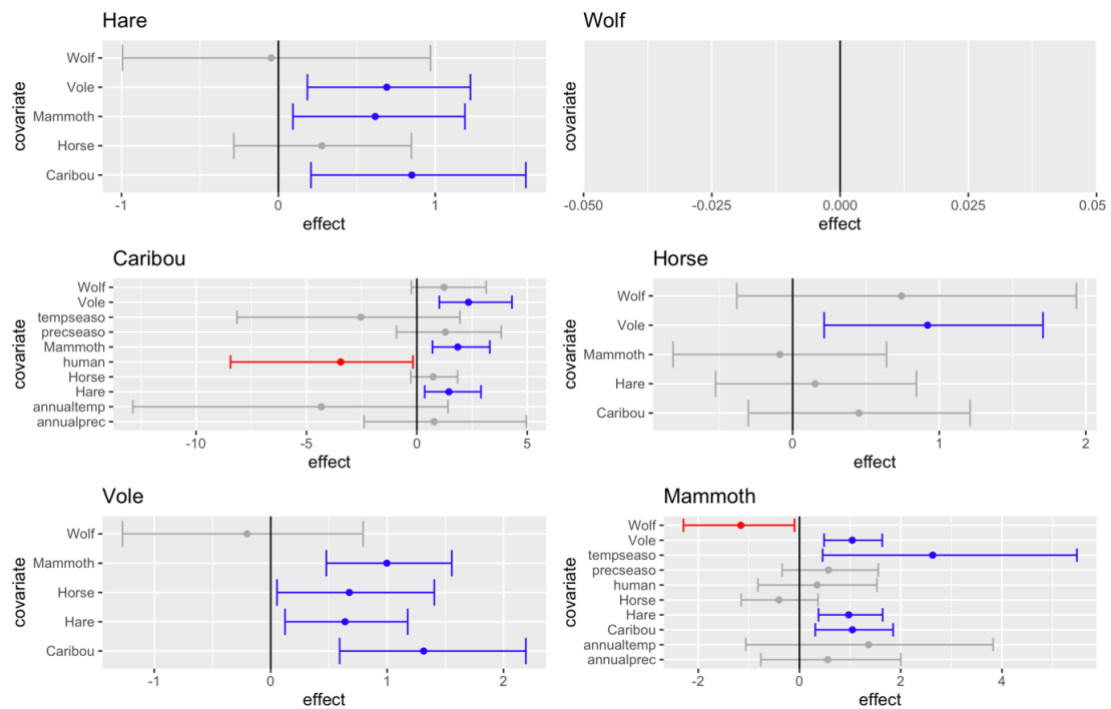 Hare
covariate
Wolf
Vole
Mammoth
Horse
Caribou
-1 0 1
effect
Wolf
covariate
-0.050 -0.025 0.000 0.025 0.05
effect
Caribou
covariate
Wolf
Vole
tempseaso
precseaso
Mammoth
human
Horse
Hare
annualtemp
annualprec
-10 -5 0 5
effect
Horse
covariate
Wolf
Vole
Mammoth
Hare
Caribou
0 1 2
effect
Vole
covariate
Wolf
Mammoth
Horse
Hare
Caribou
-1 0 1 2
effect
Mammoth
covariate
Wolf
Vole
tempseaso
precseaso
human
Horse
Hare
Caribou
annualtemp
annualprec
-2 0 2 4
effect